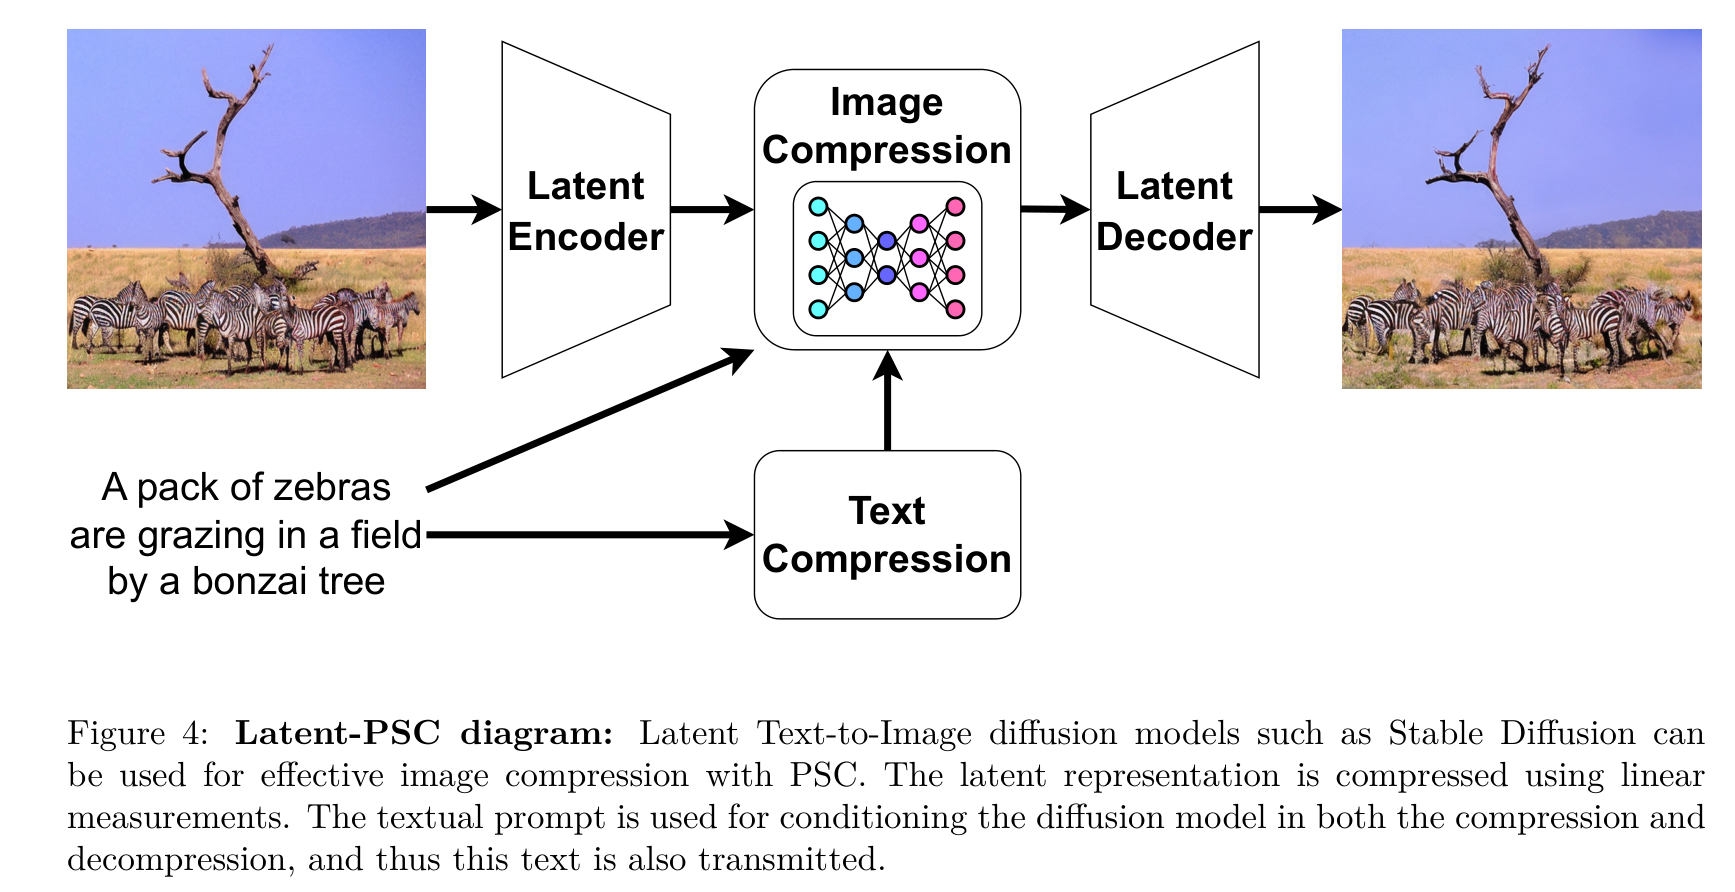 Image
Compression
Latent
Encoder
Latent
Decoder
A pack of zebras
are grazing in a field
by a bonzai tree
Text
Compression
Figure 4: Latent-PSC diagram: Latent Text-to-Image diffusion models such as Stable Diffusion can
be used for effective image compression with PSC. The latent representation is compressed using linear
measurements. The textual prompt is used for conditioning the diffusion model in both the compression and
decompression, and thus this text is also transmitted.